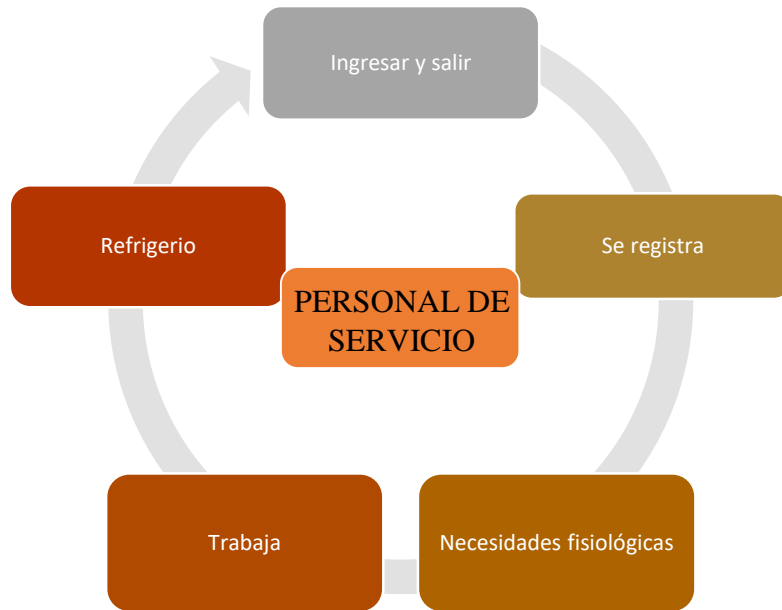 Ingresar y salir
Se registra
Refrigerio
PERSONAL DE
SERVICIO
Trabaja
Necesidades fisiológicas